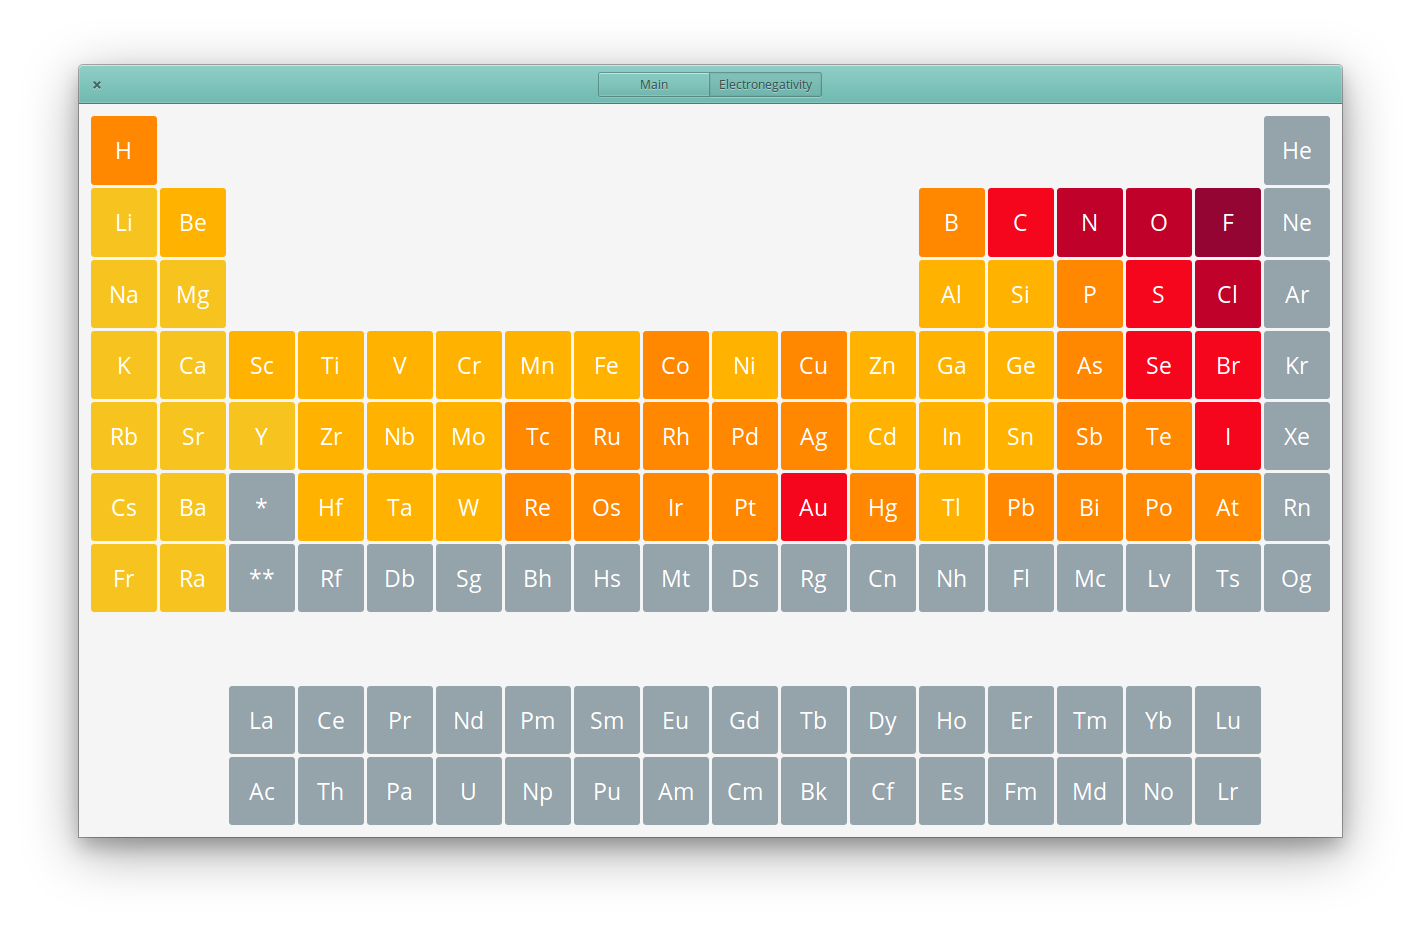 × Main Electronegativity
H He
Li Be B C N O F Ne
Na Mg Al Si P S Cl Ar
K Ca Sc Ti V Cr Mn Fe Co Ni Cu Zn Ga Ge As Se Br Kr
Rb Sr Y Zr Nb Mo Tc Ru Rh Pd Ag Cd In Sn Sb Te I Xe
Cs Ba * Hf Ta W Re Os Ir Pt Au Hg Tl Pb Bi Po At Rn
Fr Ra ** Rf Db Sg Bh Hs Mt Ds Rg Cn Nh Fl Mc Lv Ts Og
La Ce Pr Nd Pm Sm Eu Gd Tb Dy Ho Er Tm Yb Lu
Ac Th Pa U Np Pu Am Cm Bk Cf Es Fm Md No Lr